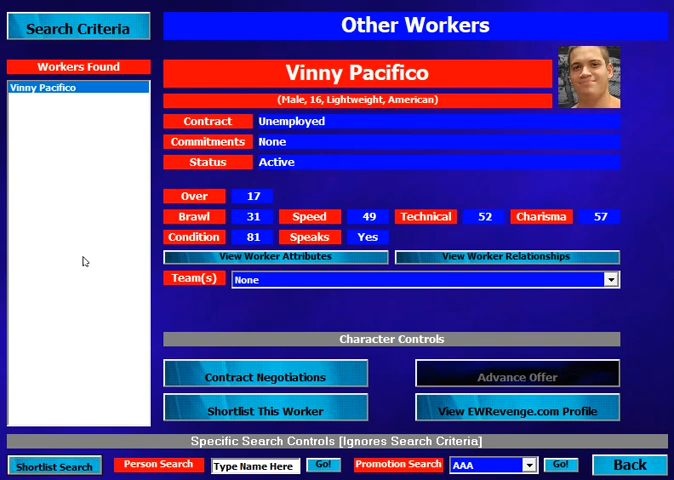 Search Criteria
Other Workers
Workers Found
Vinny Pacifico
Vinny Pacifico
(Male, 16, Lightweight, American)
Contract Unemployed
Commitments None
Status Active
Over 17
Brawl 31 Speed 49 Technical 52 Charisma 57
Condition 81 Speaks Yes
View Worker Attributes View Worker Relationships
Team(s) None
Character Controls
Contract Negotiations Advance Offer
Shortlist This Worker View EWRevenge.com Profile
Specific Search Controls [Ignores Search Criteria]
Shortlist Search Person Search Type Name Here Go! Promotion Search AAA Go! Back